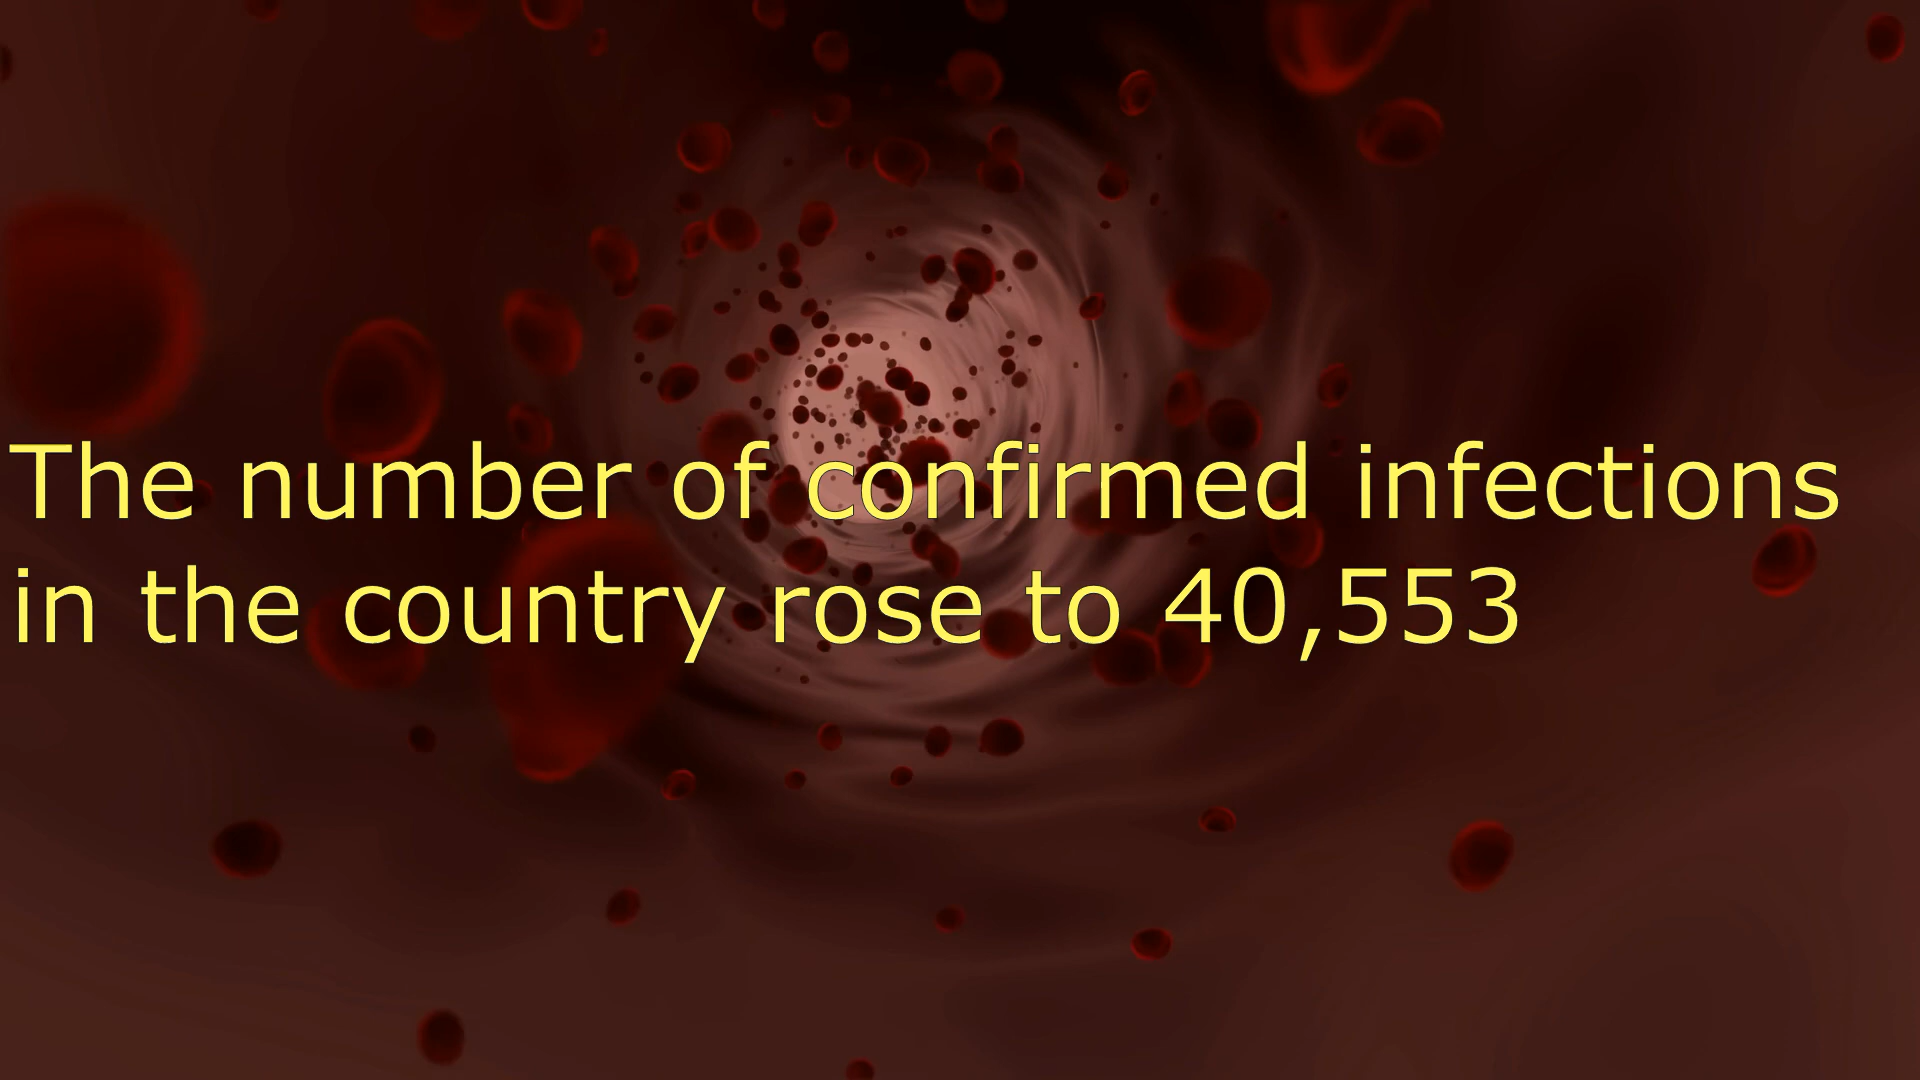 The number of confirmed infections
in the country rose to 40,553